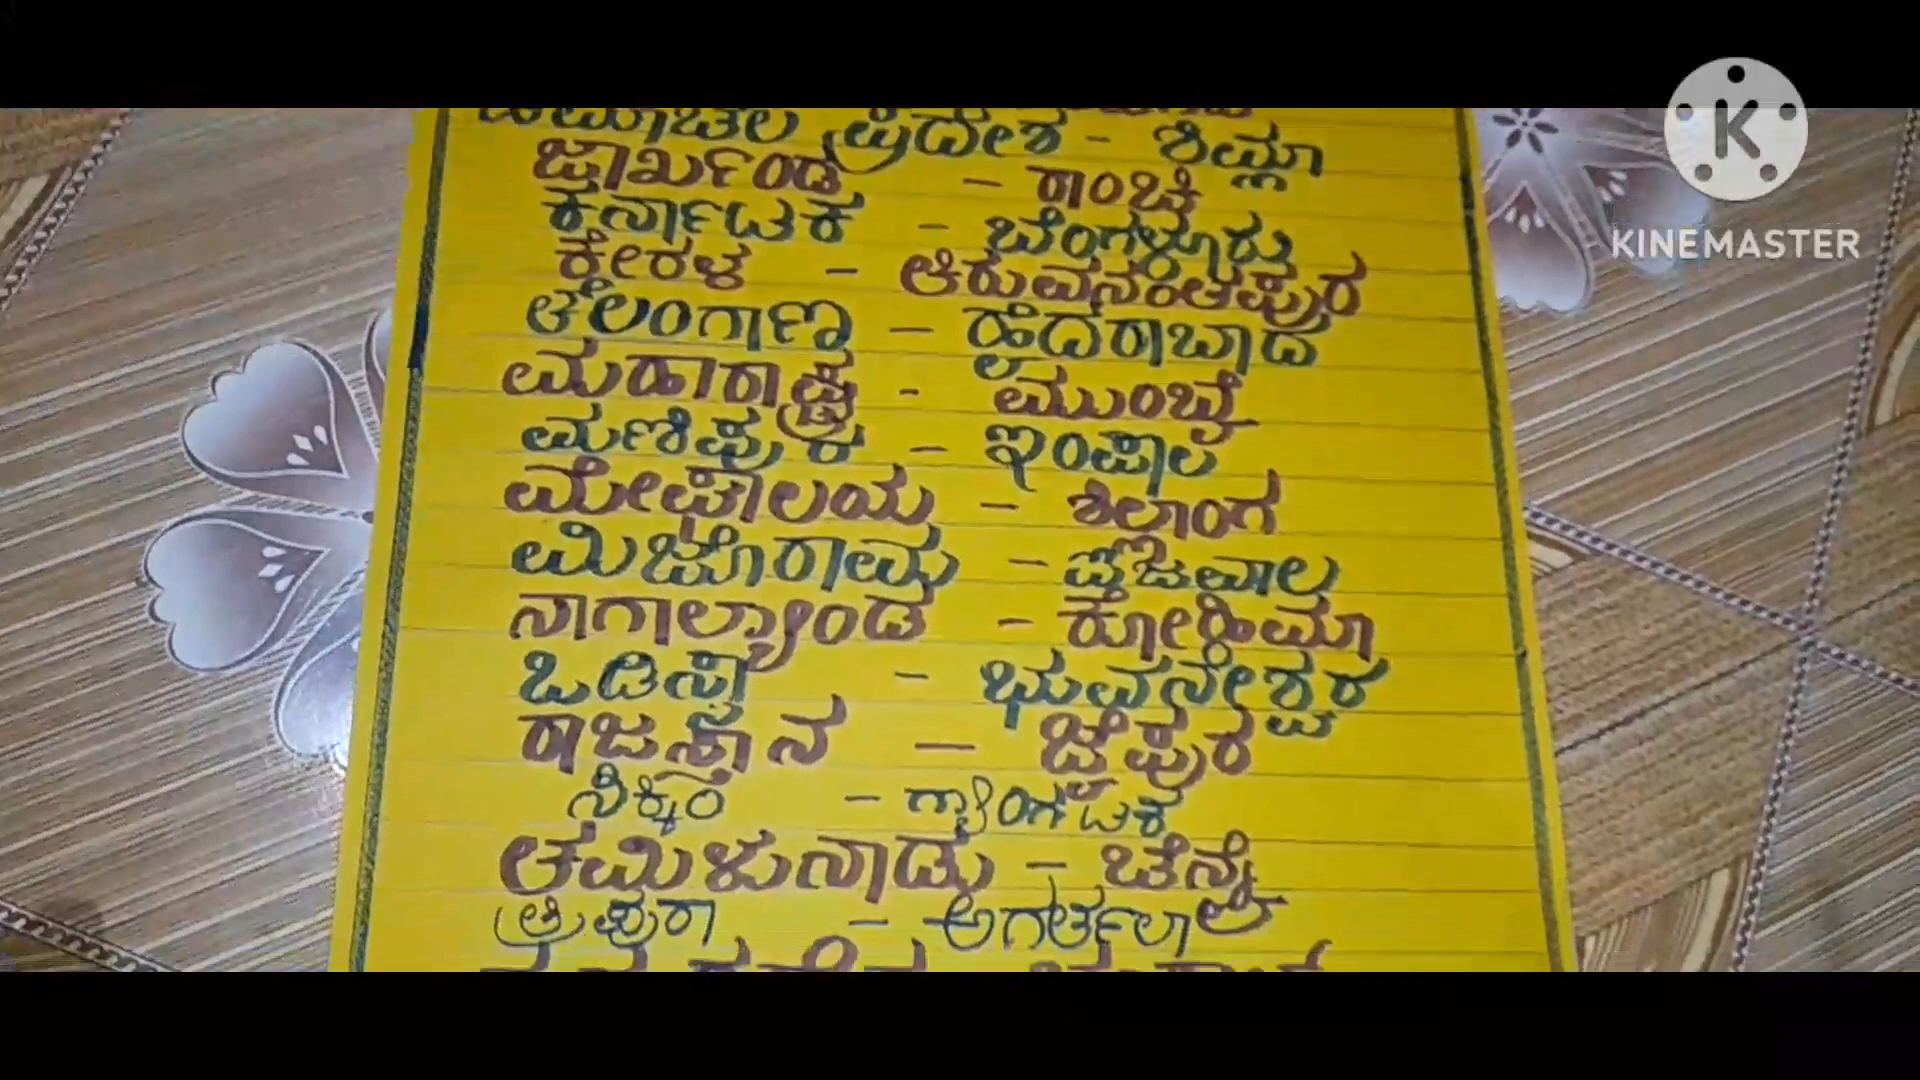 ಹಿಮಾಚಲ ಪ್ರದೇಶ - ಶಿಮ್ಲಾ
ಜಾರ್ಖಂಡ - ರಾಂಚಿ
ಕರ್ನಾಟಕ - ಬೆಂಗಳೂರು
ಕೇರಳ - ತಿರುವನಂತಪುರ
ತೆಲಂಗಾಣ - ಹೈದರಾಬಾದ
ಮಹಾರಾಷ್ಟ್ರ - ಮುಂಬೈ
ಮಣಿಪುರ - ಇಂಪಾಲ
ಮೇಘಾಲಯ - ಶಿಲ್ಲಾಂಗ
ಮಿಜೋರಾಮ - ಐಜವಾಲ
ನಾಗಾಲ್ಯಾಂಡ - ಕೋಹಿಮಾ
ಒಡಿಸ್ಸಾ - ಭುವನೇಶ್ವರ
ರಾಜಸ್ತಾನ - ಜೈಪುರ
ಸಿಕ್ಕಿಂ - ಗ್ಯಾಂಗಟಕ
ತಮಿಳುನಾಡು - ಚೆನ್ನೈ
ತ್ರಿಪುರಾ - ಅಗರ್ತಲಾ
KINEMASTER